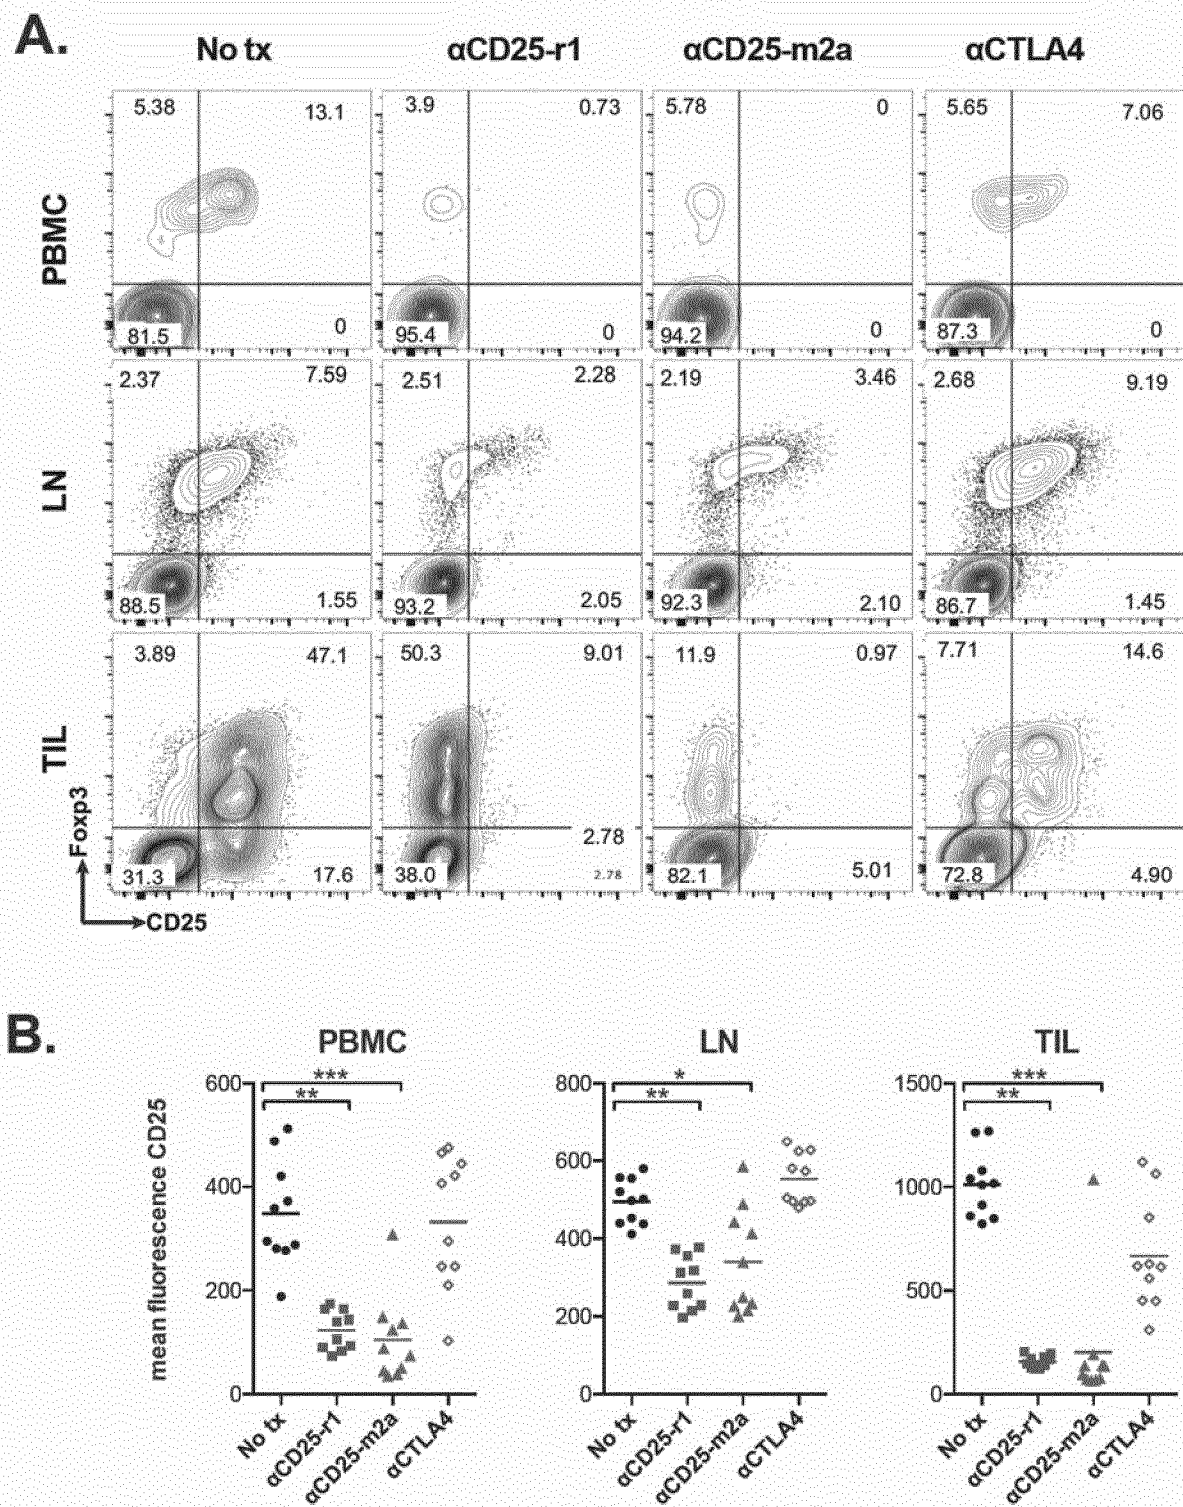 A.
No tx αCD25-r1 αCD25-m2a αCTLA4
PBMC
5.38 13.1 3.9 0.73 5.78 0 5.65 7.06
81.5 0 95.4 0 94.2 0 87.3 0
LN
2.37 7.59 2.51 2.28 2.19 3.46 2.68 9.19
88.5 1.55 93.2 2.05 92.3 2.10 86.7 1.45
TIL
3.89 47.1 50.3 9.01 11.9 0.97 7.71 14.6
2.78
31.3 17.6 38.0 2.78 82.1 5.01 72.8 4.90
Foxp3
CD25
B.
PBMC LN TIL
mean fluorescence CD25
600
400
200
0
*** 
**
No tx αCD25-r1 αCD25-m2a αCTLA4
800
600
400
200
0
*
**
No tx αCD25-r1 αCD25-m2a αCTLA4
1500
1000
500
0
***
**
No tx αCD25-r1 αCD25-m2a αCTLA4